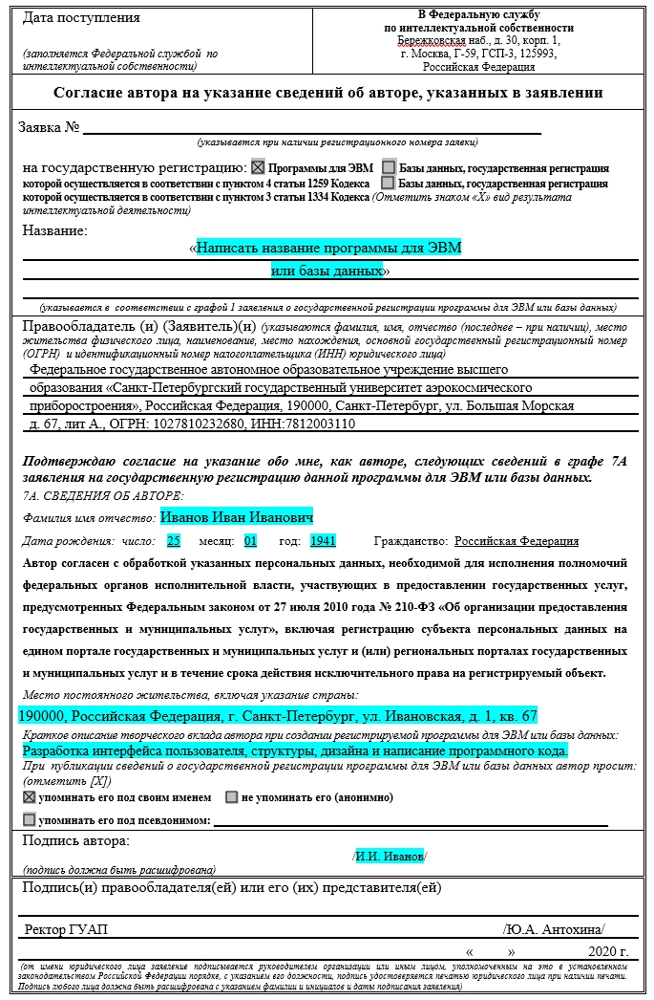 Дата поступления
(заполняется Федеральной службой по
интеллектуальной собственности)
В Федеральную службу
по интеллектуальной собственности
Бережковская наб., д. 30, корп. 1,
г. Москва, Г-59, ГСП-3, 125993,
Российская Федерация
Согласие автора на указание сведений об авторе, указанных в заявлении
Заявка №
(указывается при наличии регистрационного номера заявки)
на государственную регистрацию: ☒ Программы для ЭВМ ☐ Базы данных, государственная регистрация
которой осуществляется в соответствии с пунктом 4 статьи 1259 Кодекса ☐ Базы данных, государственная регистрация
которой осуществляется в соответствии с пунктом 3 статьи 1334 Кодекса (Отметить знаком «X» вид результата
интеллектуальной деятельности)
Название:
«Написать название программы для ЭВМ
или базы данных»
(указывается в соответствии с графой 1 заявления о государственной регистрации программы для ЭВМ или базы данных)
Правообладатель (и) (Заявитель)(и) (указываются фамилия, имя, отчество (последнее – при наличии), место
жительства физического лица, наименование, место нахождения, основной государственный регистрационный номер
(ОГРН) и идентификационный номер налогоплательщика (ИНН) юридического лица)
Федеральное государственное автономное образовательное учреждение высшего
образования «Санкт-Петербургский государственный университет аэрокосмического
приборостроения», Российская Федерация, 190000, Санкт-Петербург, ул. Большая Морская
д. 67, лит А., ОГРН: 1027810232680, ИНН:7812003110
Подтверждаю согласие на указание обо мне, как авторе, следующих сведений в графе 7А
заявления на государственную регистрацию данной программы для ЭВМ или базы данных.
7А. СВЕДЕНИЯ ОБ АВТОРЕ:
Фамилия имя отчество: Иванов Иван Иванович
Дата рождения: число: 25 месяц: 01 год: 1941 Гражданство: Российская Федерация
Автор согласен с обработкой указанных персональных данных, необходимой для исполнения полномочий
федеральных органов исполнительной власти, участвующих в предоставлении государственных услуг,
предусмотренных Федеральным законом от 27 июля 2010 года № 210-ФЗ «Об организации предоставления
государственных и муниципальных услуг», включая регистрацию субъекта персональных данных на
едином портале государственных и муниципальных услуг и (или) региональных порталах государственных
и муниципальных услуг и в течение срока действия исключительного права на регистрируемый объект.
Место постоянного жительства, включая указание страны:
190000, Российская Федерация, г. Санкт-Петербург, ул. Ивановская, д. 1, кв. 67
Краткое описание творческого вклада автора при создании регистрируемой программы для ЭВМ или базы данных:
Разработка интерфейса пользователя, структуры, дизайна и написание программного кода.
При публикации сведений о государственной регистрации программы для ЭВМ или базы данных автор просит:
(отметить [X])
☒ упоминать его под своим именем ☐ не упоминать его (анонимно)
☐ упоминать его под псевдонимом:
Подпись автора:
/И.И. Иванов/
(подпись должна быть расшифрована)
Подпись(и) правообладателя(ей) или его (их) представителя(ей)
Ректор ГУАП /Ю.А. Антохина/
« » 2020 г.
(от имени юридического лица заявление подписывается руководителем организации или иным лицом, уполномоченным на это в установленном
законодательством Российской Федерации порядке, с указанием его должности, подпись удостоверяется печатью юридического лица при наличии печати.
Подпись любого лица должна быть расшифрована с указанием фамилии и инициалов и даты подписания заявления)